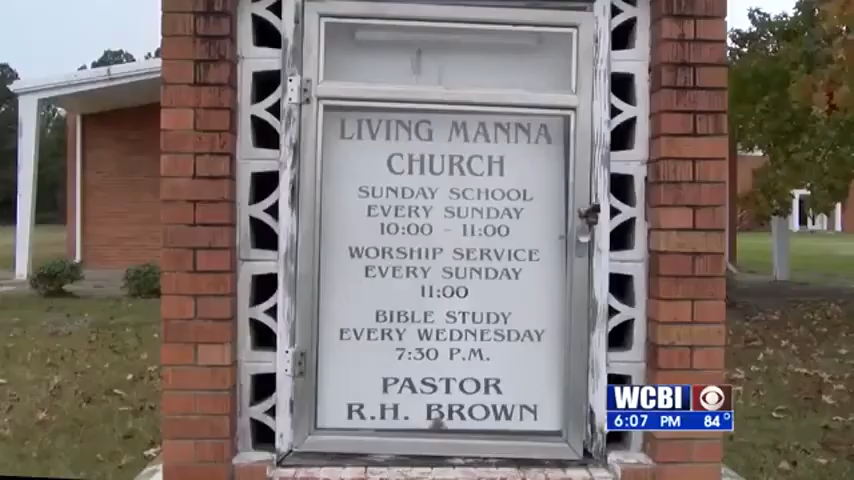 LIVING MANNA
CHURCH
SUNDAY SCHOOL
EVERY SUNDAY
10:00 - 11:00
WORSHIP SERVICE
EVERY SUNDAY
11:00
BIBLE STUDY
EVERY WEDNESDAY
7:30 P.M.
PASTOR
R.H. BROWN
WCBI
6:07 PM 84°